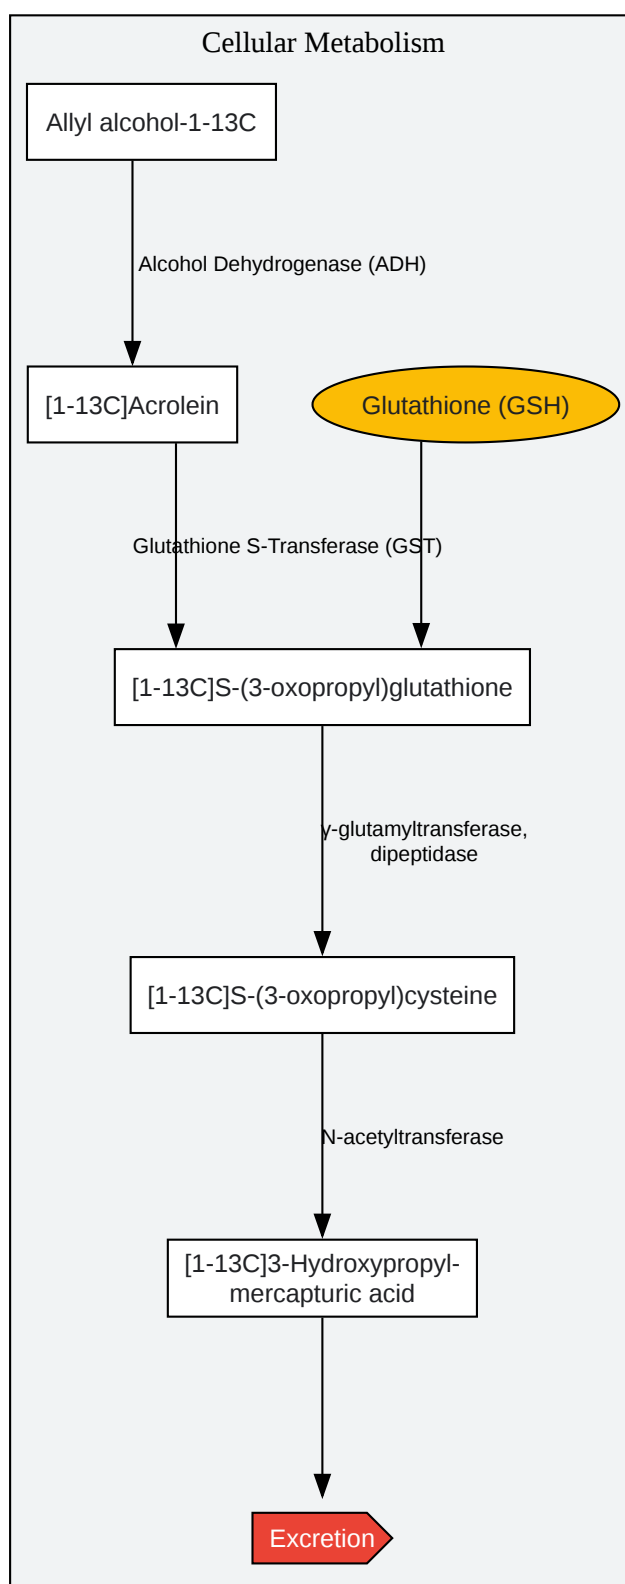 Cellular Metabolism
Allyl alcohol-1-13C
Alcohol Dehydrogenase (ADH)
[1-13C]Acrolein
Glutathione (GSH)
Glutathione S-Transferase (GST)
[1-13C]S-(3-oxopropyl)glutathione
γ-glutamyltransferase,
dipeptidase
[1-13C]S-(3-oxopropyl)cysteine
N-acetyltransferase
[1-13C]3-Hydroxypropyl-
mercapturic acid
Excretion